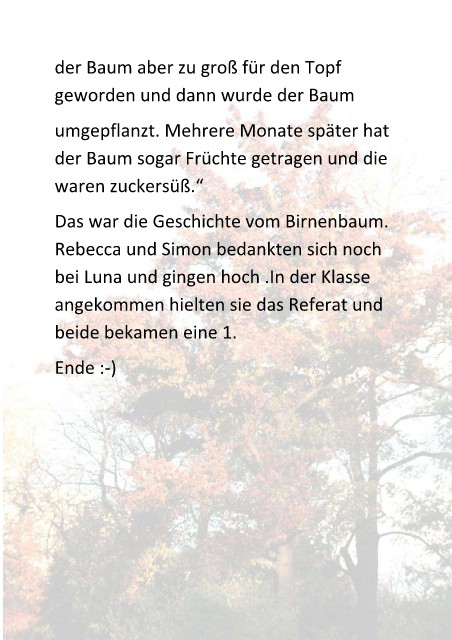 der Baum aber zu groß für den Topf
geworden und dann wurde der Baum
umgepflanzt. Mehrere Monate später hat
der Baum sogar Früchte getragen und die
waren zuckersüß.“
Das war die Geschichte vom Birnenbaum.
Rebecca und Simon bedankten sich noch
bei Luna und gingen hoch .In der Klasse
angekommen hielten sie das Referat und
beide bekamen eine 1.
Ende :-)